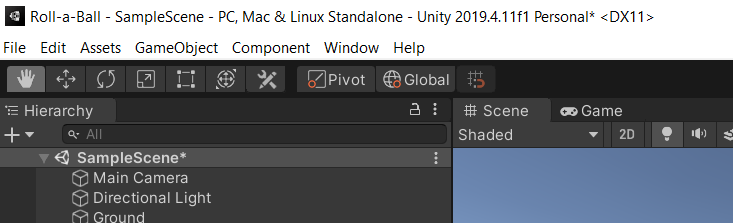 Roll-a-Ball - SampleScene - PC, Mac & Linux Standalone - Unity 2019.4.11f1 Personal* <DX11>
File Edit Assets GameObject Component Window Help
Pivot Global
Hierarchy Scene Game
All Shaded 2D
SampleScene*
Main Camera
Directional Light
Ground